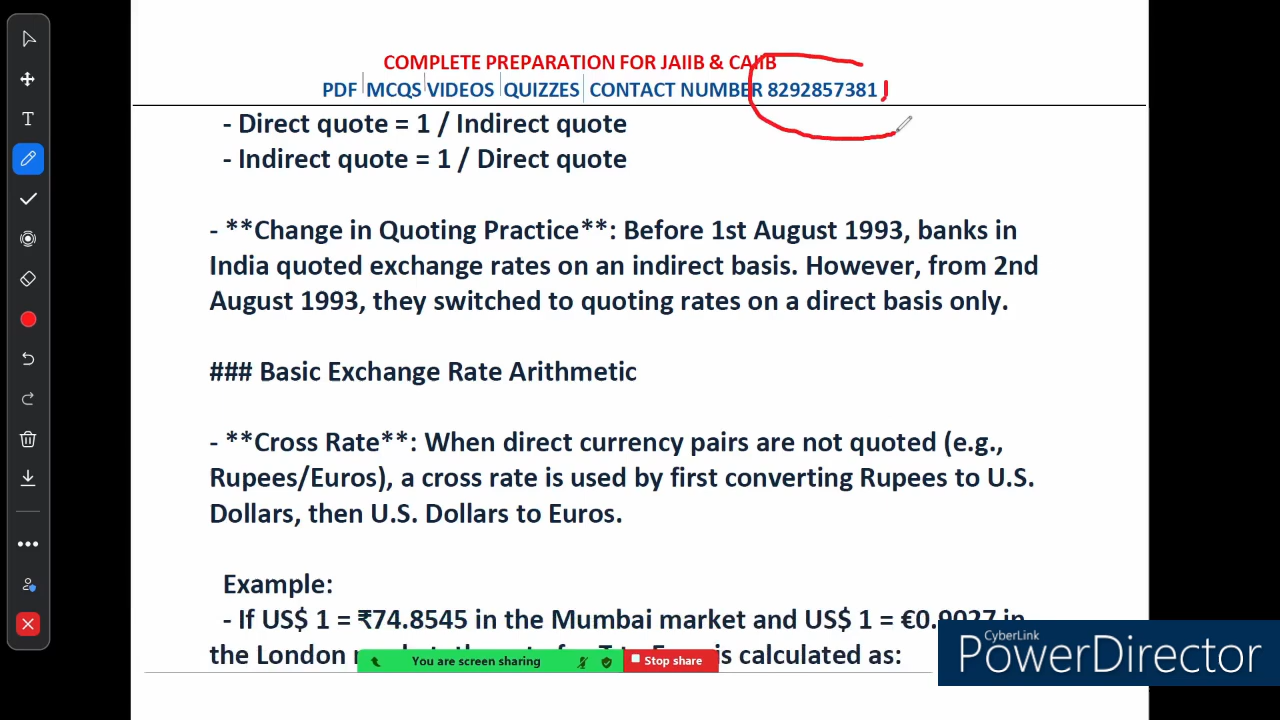 COMPLETE PREPARATION FOR JAIIB & CAIIB
PDF MCQS VIDEOS QUIZZES CONTACT NUMBER 8292857381
- Direct quote = 1 / Indirect quote
- Indirect quote = 1 / Direct quote
- **Change in Quoting Practice**: Before 1st August 1993, banks in
India quoted exchange rates on an indirect basis. However, from 2nd
August 1993, they switched to quoting rates on a direct basis only.
### Basic Exchange Rate Arithmetic
- **Cross Rate**: When direct currency pairs are not quoted (e.g.,
Rupees/Euros), a cross rate is used by first converting Rupees to U.S.
Dollars, then U.S. Dollars to Euros.
Example:
- If US$ 1 = ₹74.8545 in the Mumbai market and US$ 1 = €0.9027 in
the London is calculated as:
You are screen sharing
Stop share
CyberLink
PowerDirector
T